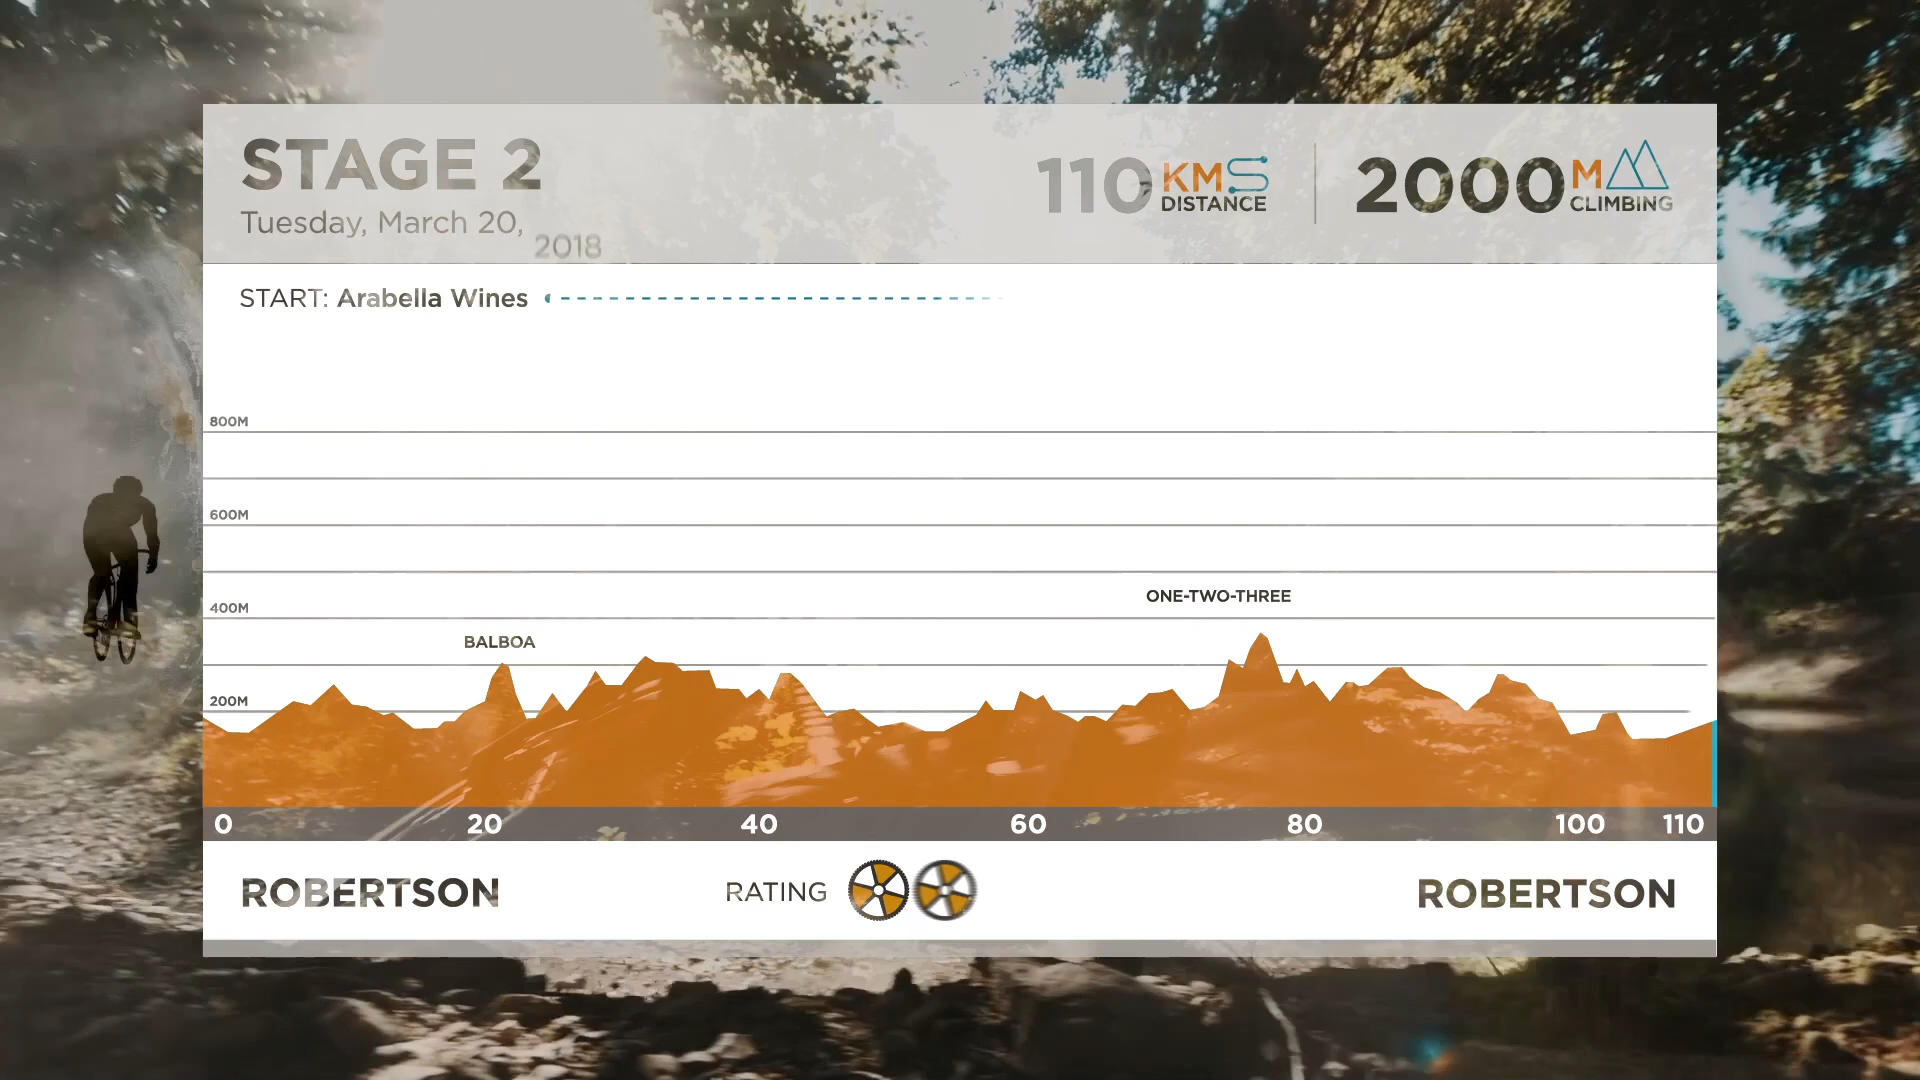 STAGE 2
Tuesday, March 20, 2018
110 KM DISTANCE
2000 M CLIMBING
START: Arabella Wines
800M
600M
400M
200M
BALBOA
ONE-TWO-THREE
0 20 40 60 80 100 110
ROBERTSON
RATING
ROBERTSON